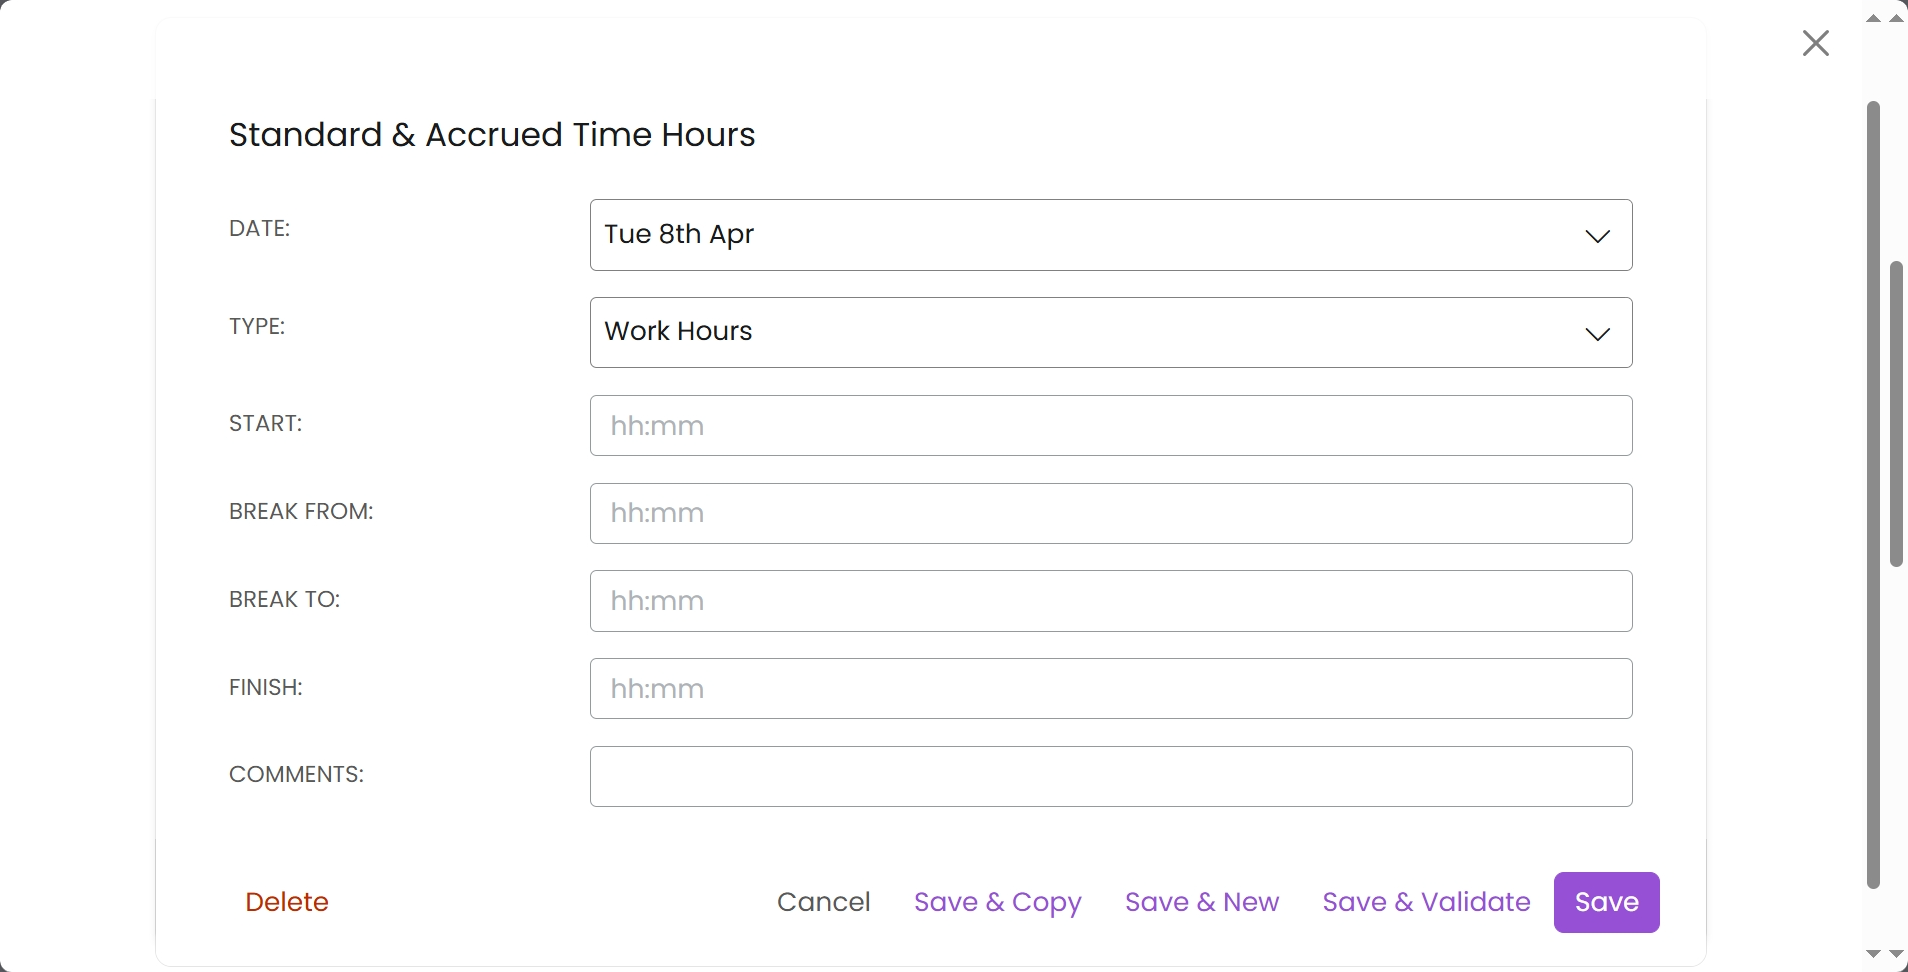 Standard & Accrued Time Hours
DATE:
Tue 8th Apr
TYPE:
Work Hours
START:
hh:mm
BREAK FROM:
hh:mm
BREAK TO:
hh:mm
FINISH:
hh:mm
COMMENTS:
Delete
Cancel
Save & Copy
Save & New
Save & Validate
Save